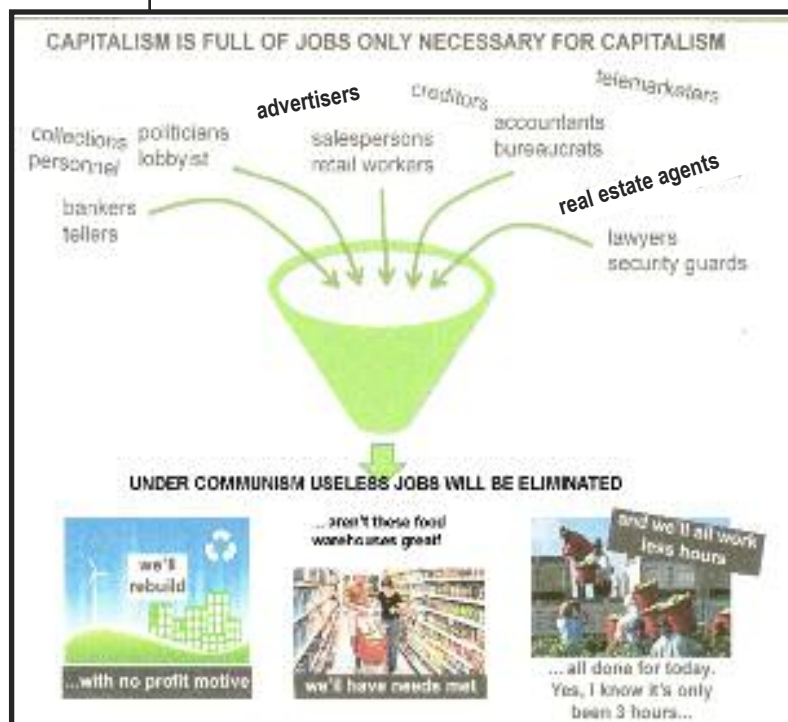 CAPITALISM IS FULL OF JOBS ONLY NECESSARY FOR CAPITALISM
telemarketers
creditors
advertisers
accountants
bureaucrats
collections
personnel
politicians
lobbyist
salespersons
retail workers
real estate agents
bankers
tellers
lawyers
security guards
UNDER COMMUNISM USELESS JOBS WILL BE ELIMINATED
we'll
rebuild
...with no profit motive
...aren't these food
warehouses great!
we'll have needs met
and we'll all work
less hours
... all done for today.
Yes, I know it's only
been 3 hours...